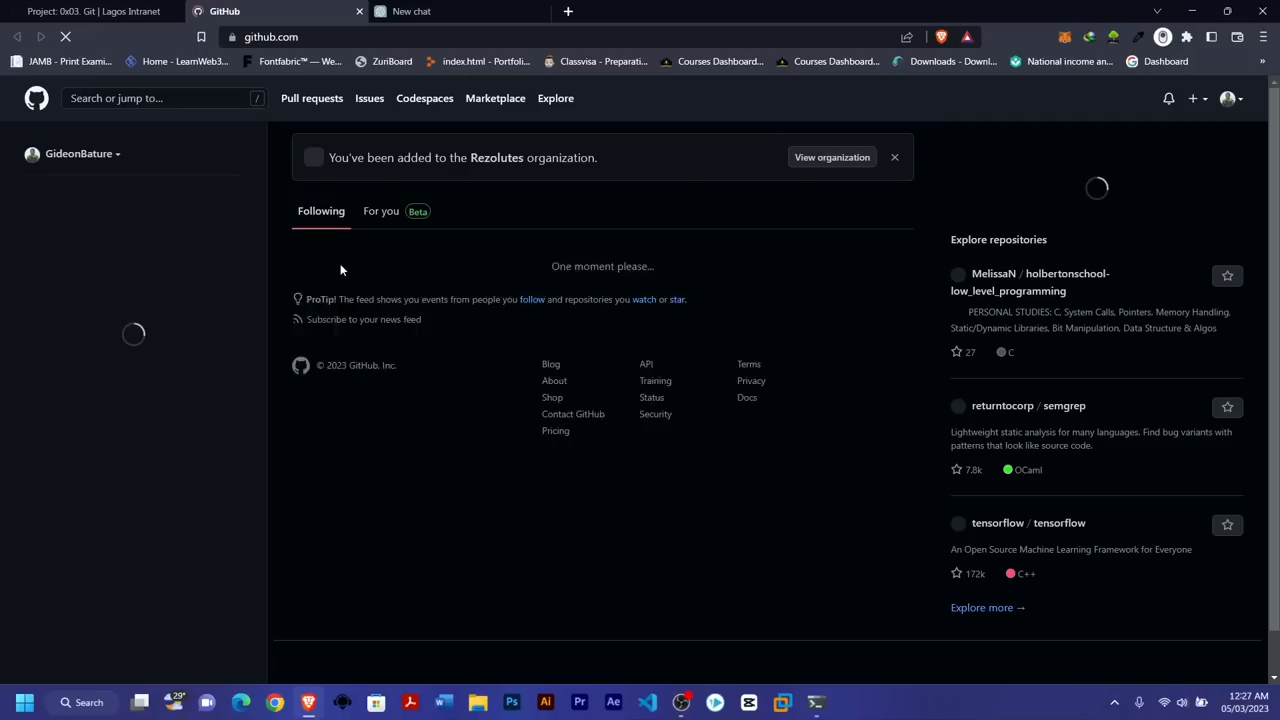 Project: 0x03. Git | Lagos Intranet
GitHub
New chat
github.com
JAMB - Print Exami...
Home - LearnWeb3...
Fontfabric™ — We...
ZuriBoard
index.html - Portfoli...
Classvisa - Preparati...
Courses Dashboard...
Courses Dashboard...
Downloads - Downl...
National income an...
Dashboard
»
Search or jump to...
/
Pull requests
Issues
Codespaces
Marketplace
Explore
GideonBature
You've been added to the Rezolutes organization.
View organization
Following
For you
Beta
One moment please...
ProTip! The feed shows you events from people you follow and repositories you watch or star.
Subscribe to your news feed
© 2023 GitHub, Inc.
Blog
About
Shop
Contact GitHub
Pricing
API
Training
Status
Security
Terms
Privacy
Docs
Explore repositories
MelissaN / holbertonschool-
low_level_programming
PERSONAL STUDIES: C, System Calls, Pointers, Memory Handling,
Static/Dynamic Libraries, Bit Manipulation, Data Structure & Algos
27
C
returntocorp / semgrep
Lightweight static analysis for many languages. Find bug variants with
patterns that look like source code.
7.8k
OCaml
tensorflow / tensorflow
An Open Source Machine Learning Framework for Everyone
172k
C++
Explore more →
Search
29°
Ps
Ai
Pr
Ae
12:27 AM
05/03/2023